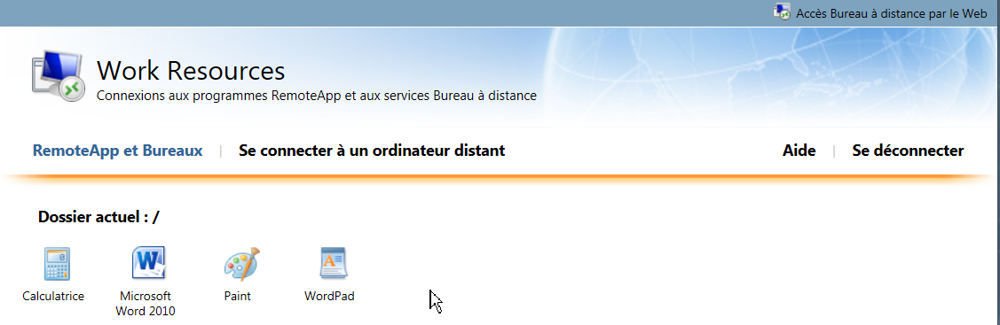 Accès Bureau à distance par le Web
Work Resources
Connexions aux programmes RemoteApp et aux services Bureau à distance
RemoteApp et Bureaux | Se connecter à un ordinateur distant Aide | Se déconnecter
Dossier actuel : /
Calculatrice Microsoft Paint WordPad
Word 2010